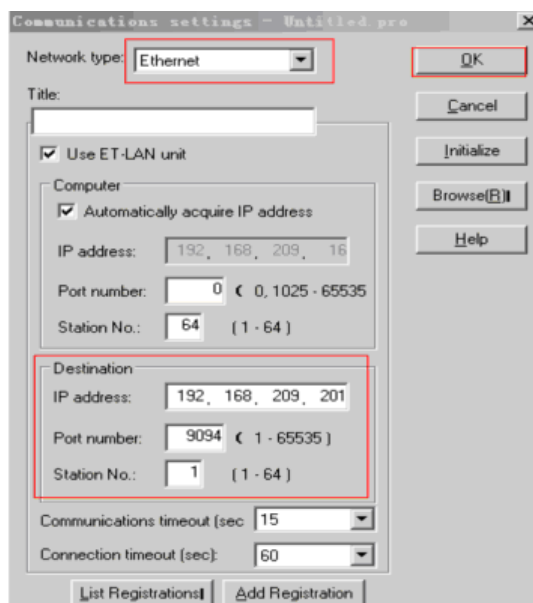 Communications settings - Untitled.pro
Network type: Ethernet
OK
Title:
Cancel
Use ET-LAN unit
Initialize
Computer
Automatically acquire IP address
Browse(R)
IP address: 192. 168. 209. 16
Help
Port number: 0 ( 0, 1025 - 65535
Station No.: 64 ( 1 - 64 )
Destination
IP address: 192. 168. 209. 201
Port number: 9094 ( 1 - 65535 )
Station No.: 1 ( 1 - 64 )
Communications timeout (sec 15
Connection timeout (sec): 60
List Registrations
Add Registration